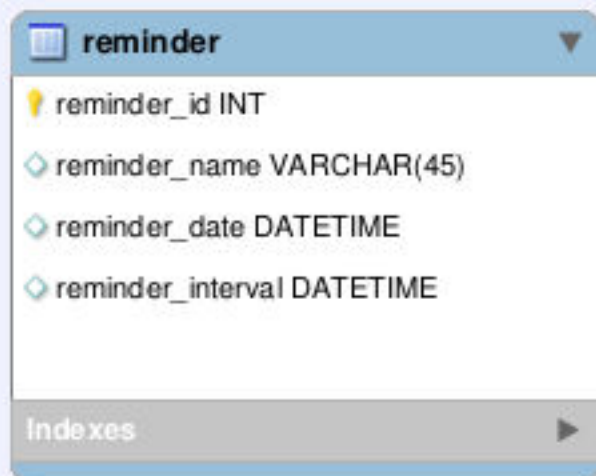 reminder
reminder_id INT
reminder_name VARCHAR(45)
reminder_date DATETIME
reminder_interval DATETIME
Indexes